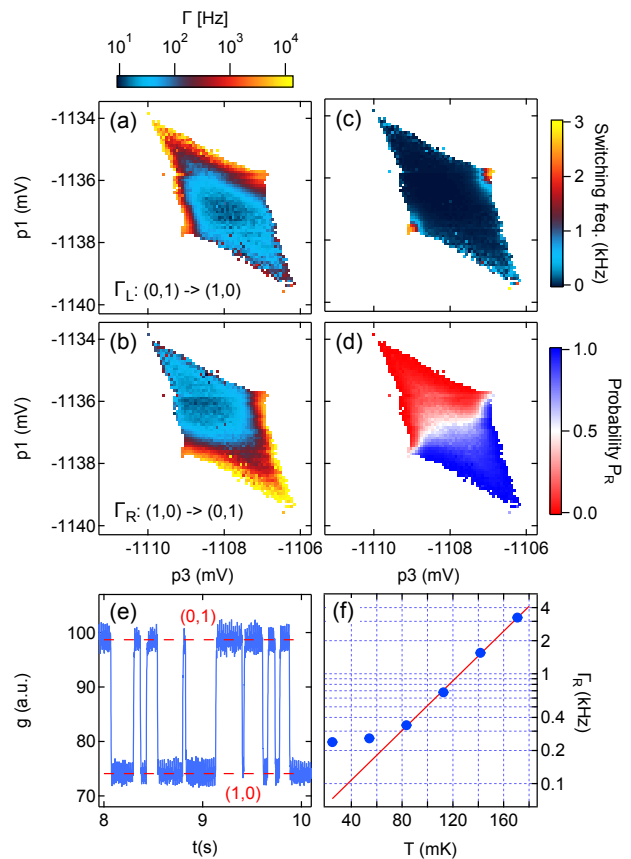 Γ [Hz]
10¹ 10² 10³ 10⁴
(a)
-1134
-1136
-1138
-1140
p1 (mV)
Γ_L: (0,1) -> (1,0)
(c)
3
2
1
0
Switching freq. (kHz)
(b)
-1134
-1136
-1138
-1140
p1 (mV)
Γ_R: (1,0) -> (0,1)
-1110 -1108 -1106
p3 (mV)
(d)
1.0
0.5
0.0
Probability P_R
-1110 -1108 -1106
p3 (mV)
(e)
(0,1)
(1,0)
100
90
80
70
g (a.u.)
8 9 10
t(s)
(f)
4
2
1
0.4
0.2
0.1
Γ_R (kHz)
40 80 120 160
T (mK)